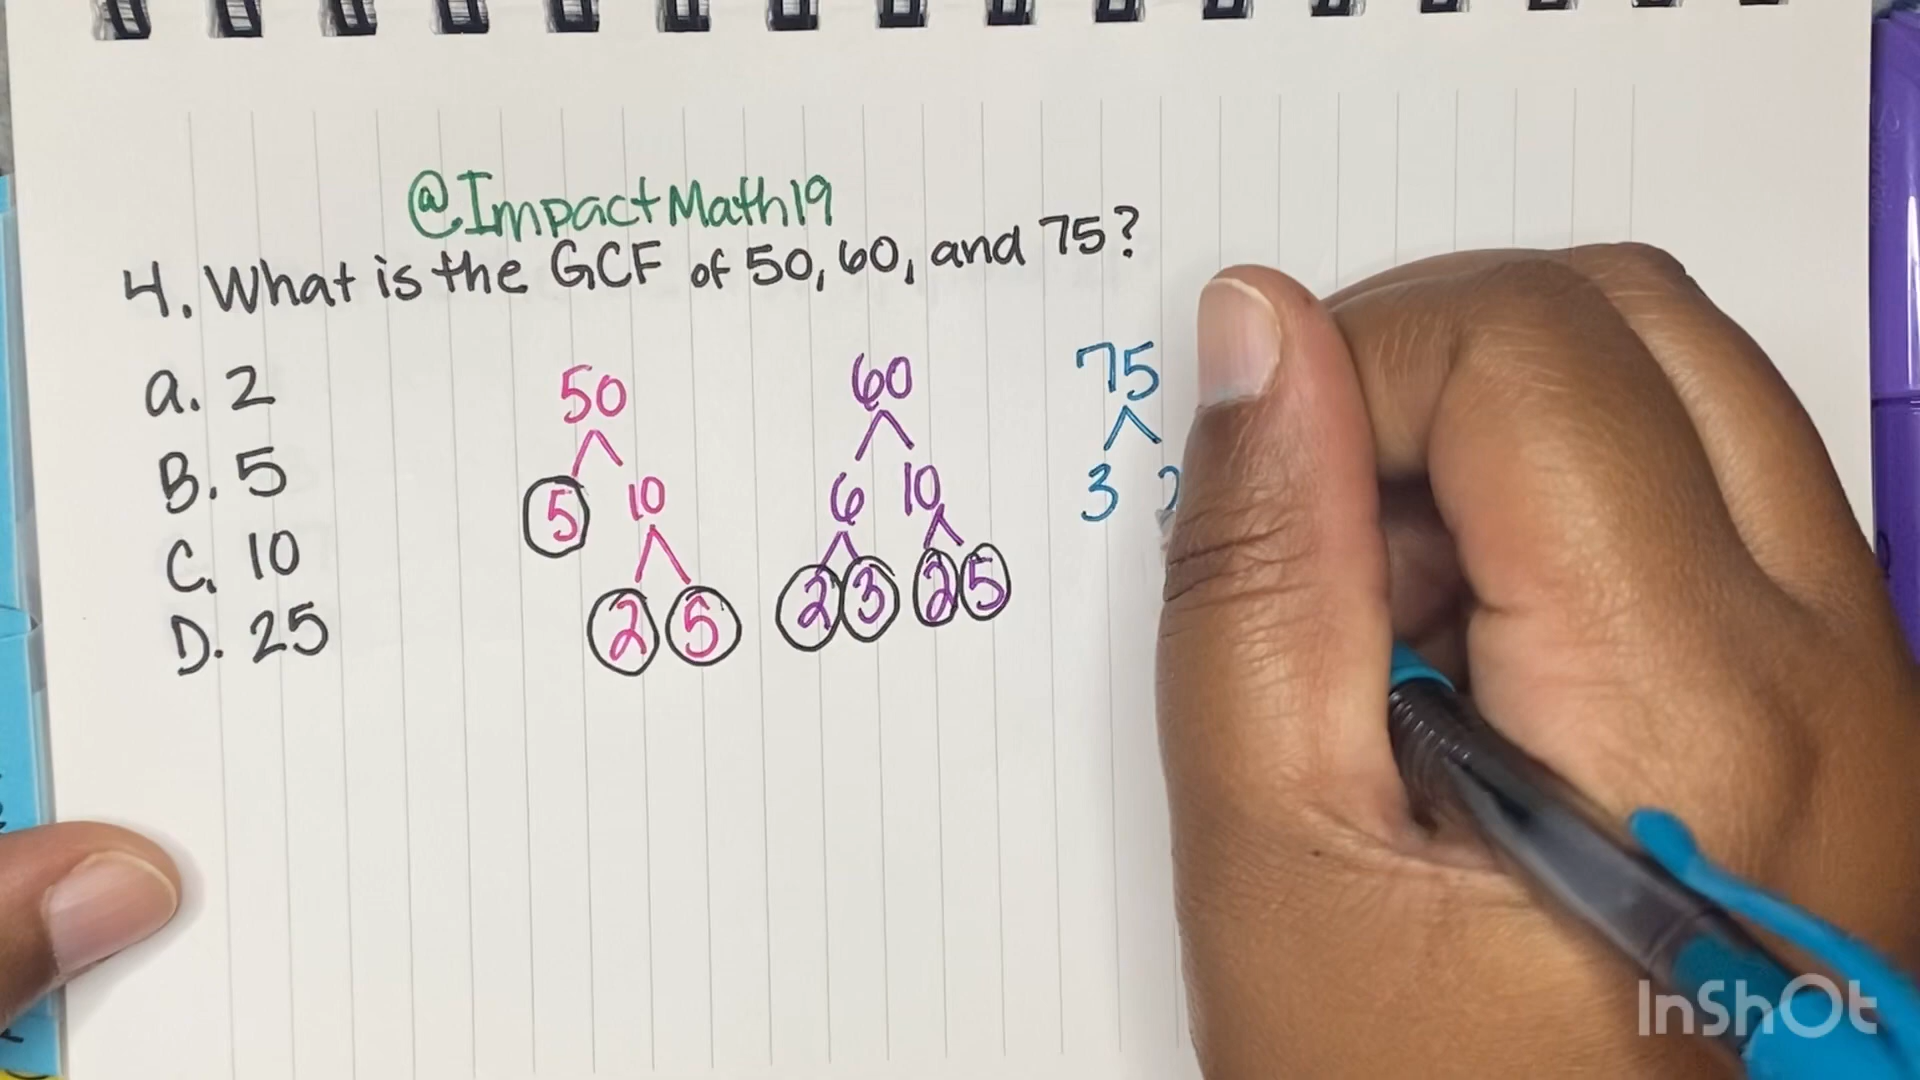 @ImpactMath19
4. What is the GCF of 50, 60, and 75?
a. 2
B. 5
C. 10
D. 25
50
5 10
2 5
60
6 10
2 3 2 5
75
3 2
InShOt